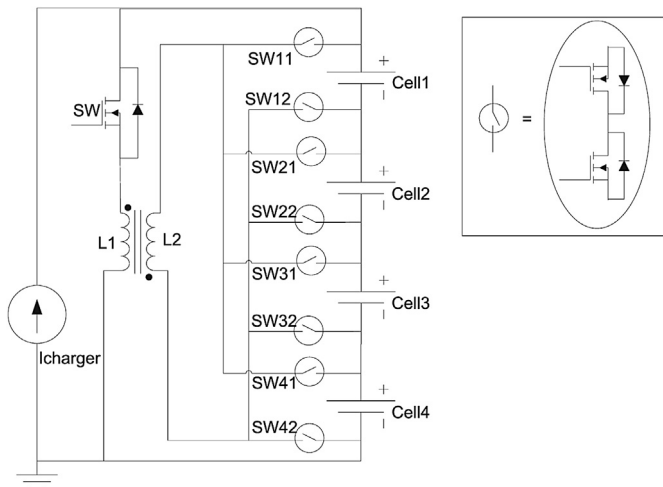 SW11
Cell1
SW
SW12
SW21
Cell2
SW22
L1
L2
SW31
Cell3
SW32
Icharger
SW41
Cell4
SW42
=
+
+
+
+